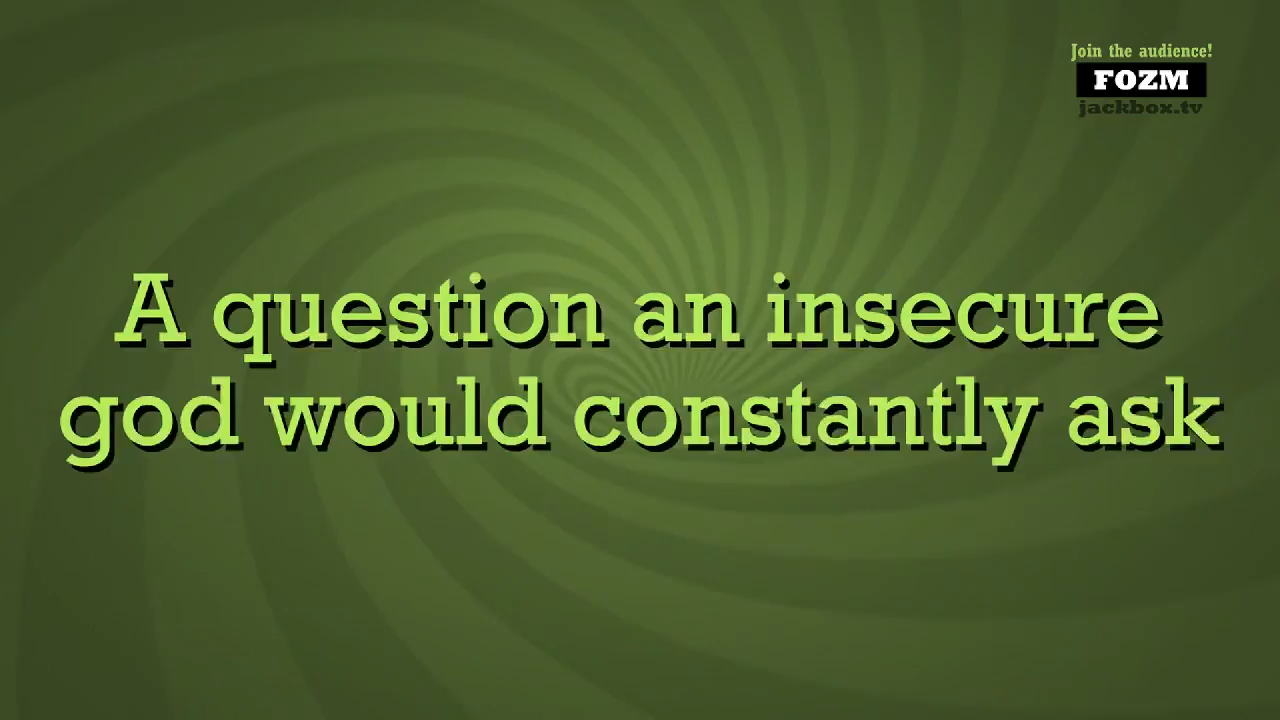 Join the audience!
FOZM
jackbox.tv
A question an insecure
god would constantly ask